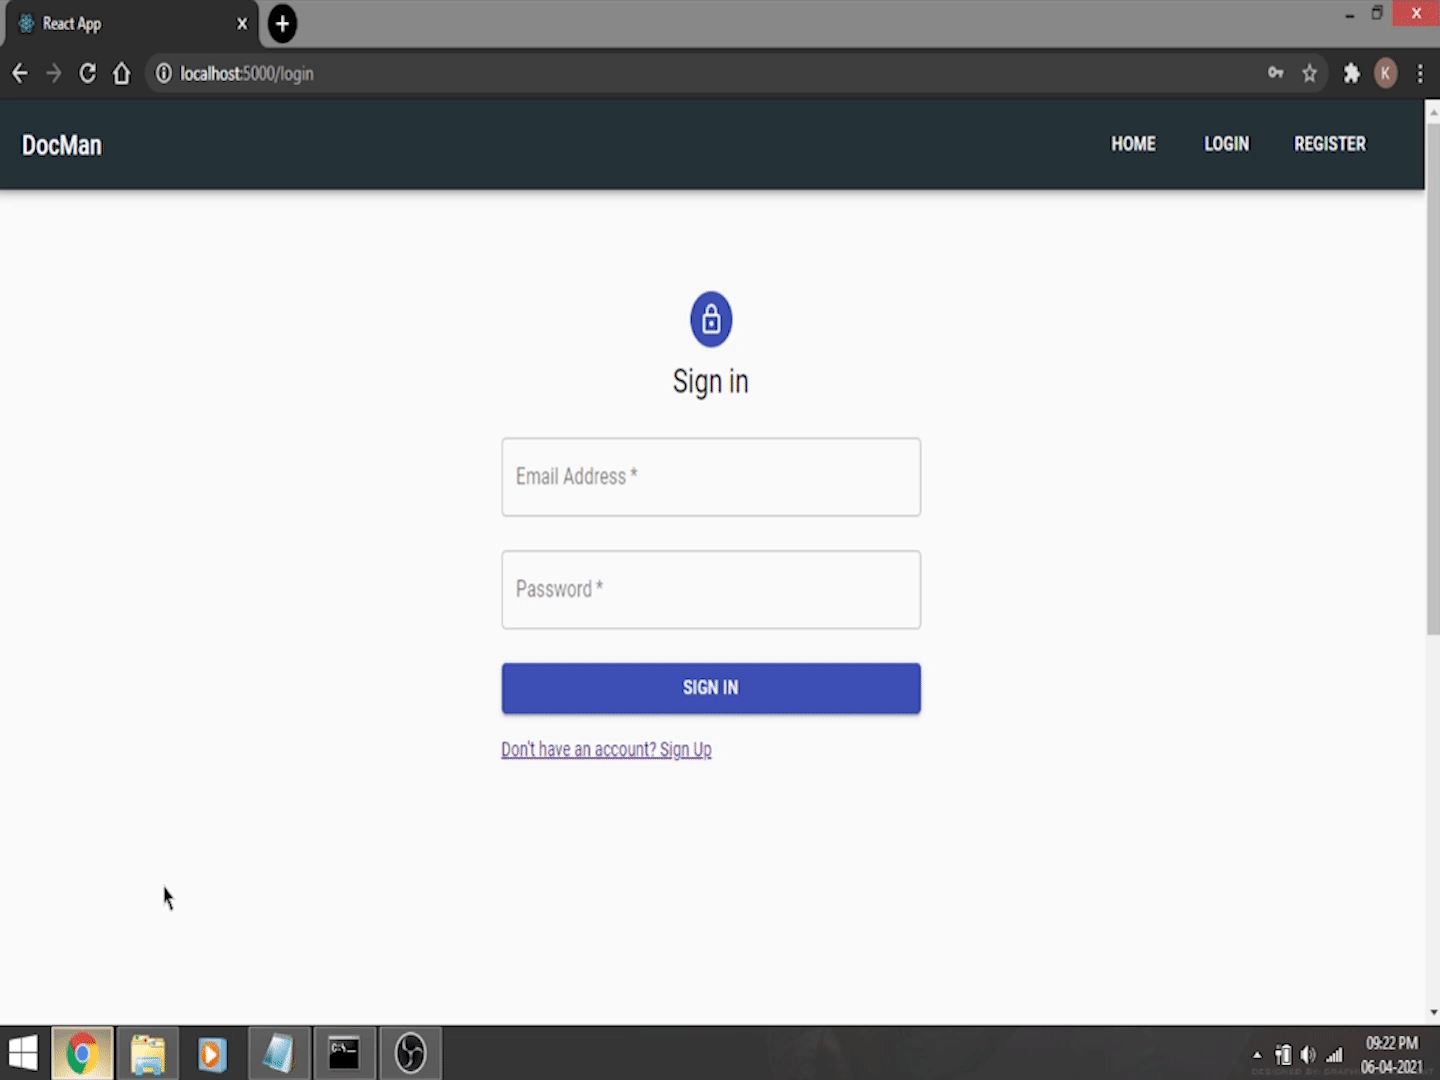 React App
localhost:5000/login
K
DocMan
HOME
LOGIN
REGISTER
Sign in
Email Address *
Password *
SIGN IN
Don't have an account? Sign Up
09:22 PM
06-04-2021